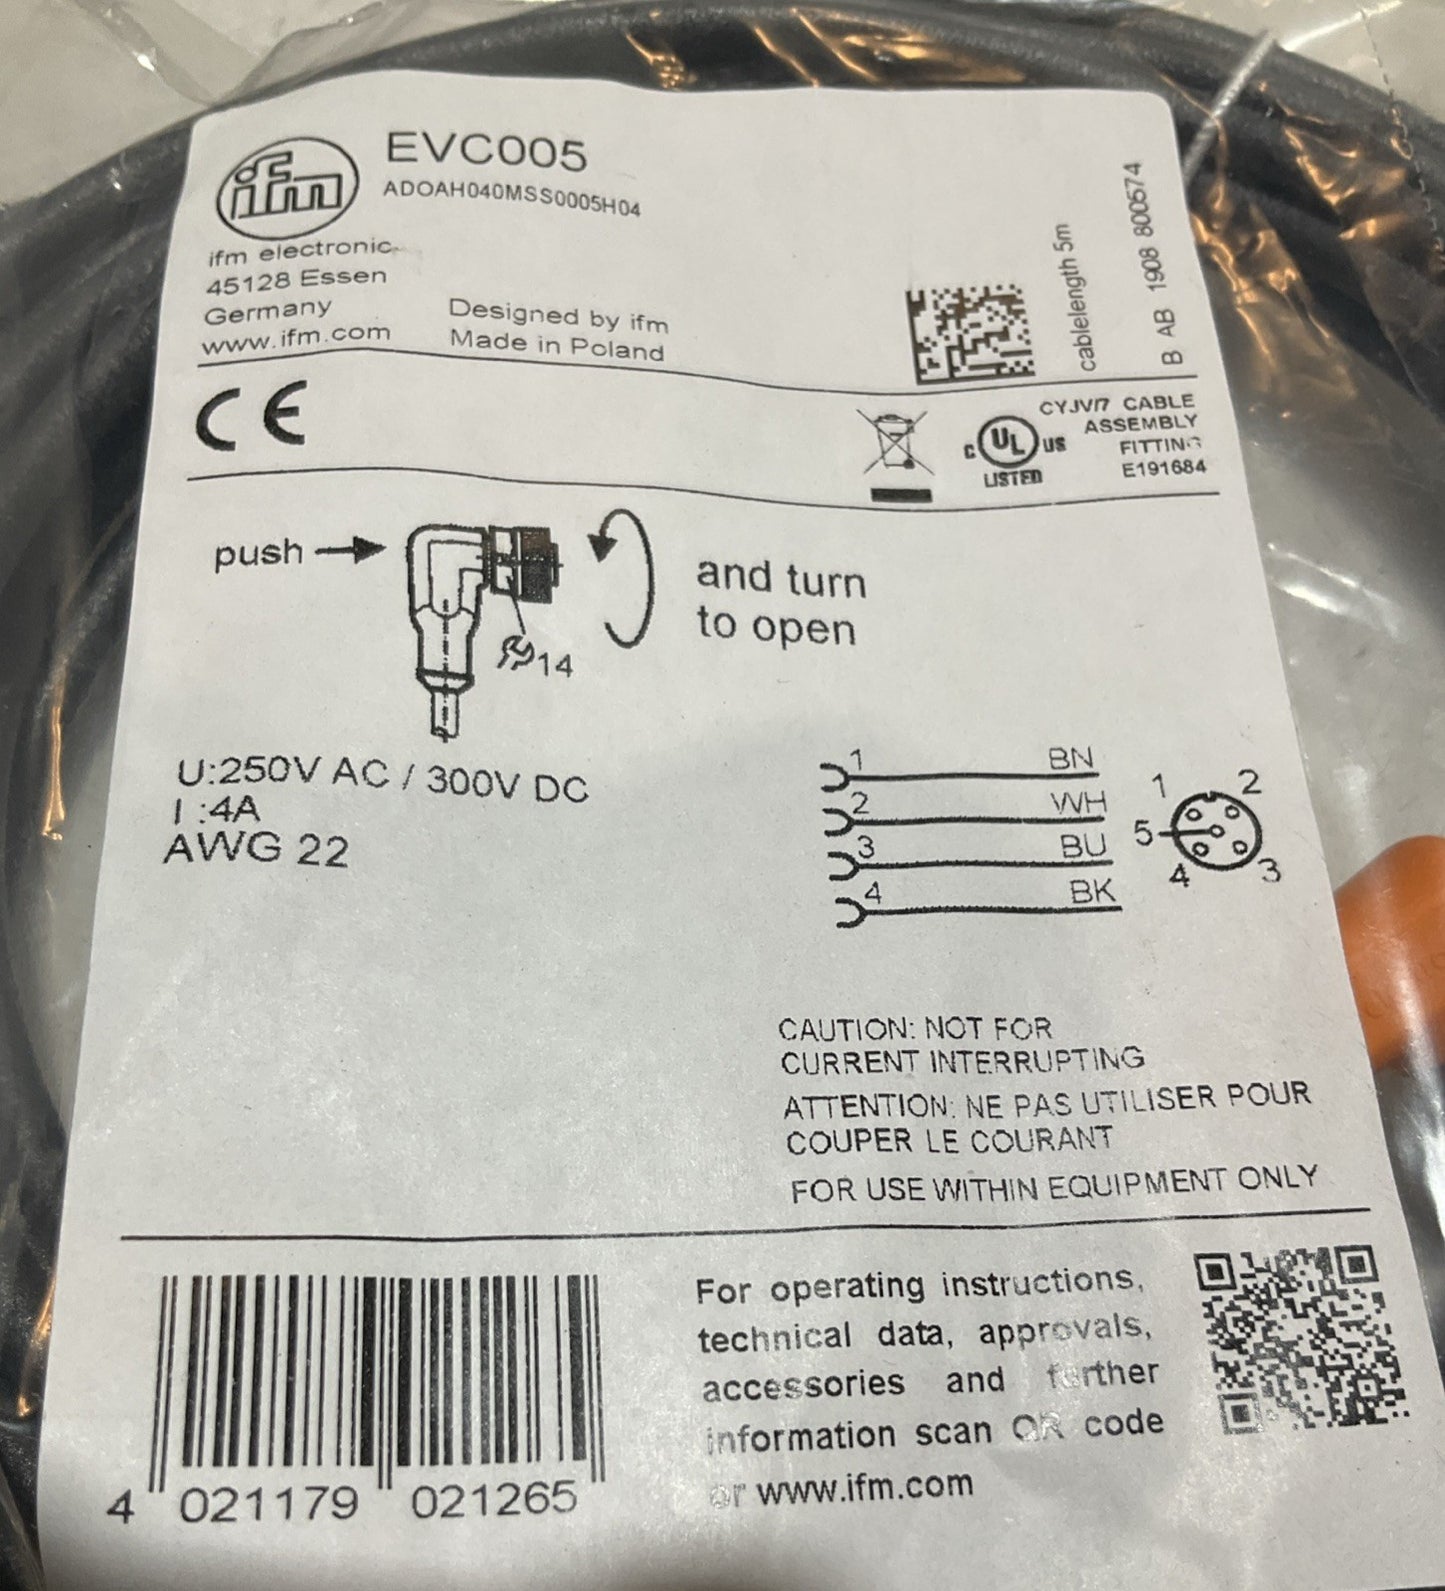 ifm
EVC005
ADOAH040MSS0005H04
ifm electronic
45128 Essen
Germany
www.ifm.com
Designed by ifm
Made in Poland
cablelength 5m
B AB 1908 800574
CE
C UL US
LISTED
CYJV/7 CABLE
ASSEMBLY
FITTING
E191684
push
14
and turn
to open
U:250V AC / 300V DC
I :4A
AWG 22
1 BN
2 WH
3 BU
4 BK
1 2
5
4 3
CAUTION: NOT FOR
CURRENT INTERRUPTING
ATTENTION: NE PAS UTILISER POUR
COUPER LE COURANT
FOR USE WITHIN EQUIPMENT ONLY
For operating instructions,
technical data, approvals,
accessories and further
information scan QR code
or www.ifm.com
4 021179 021265